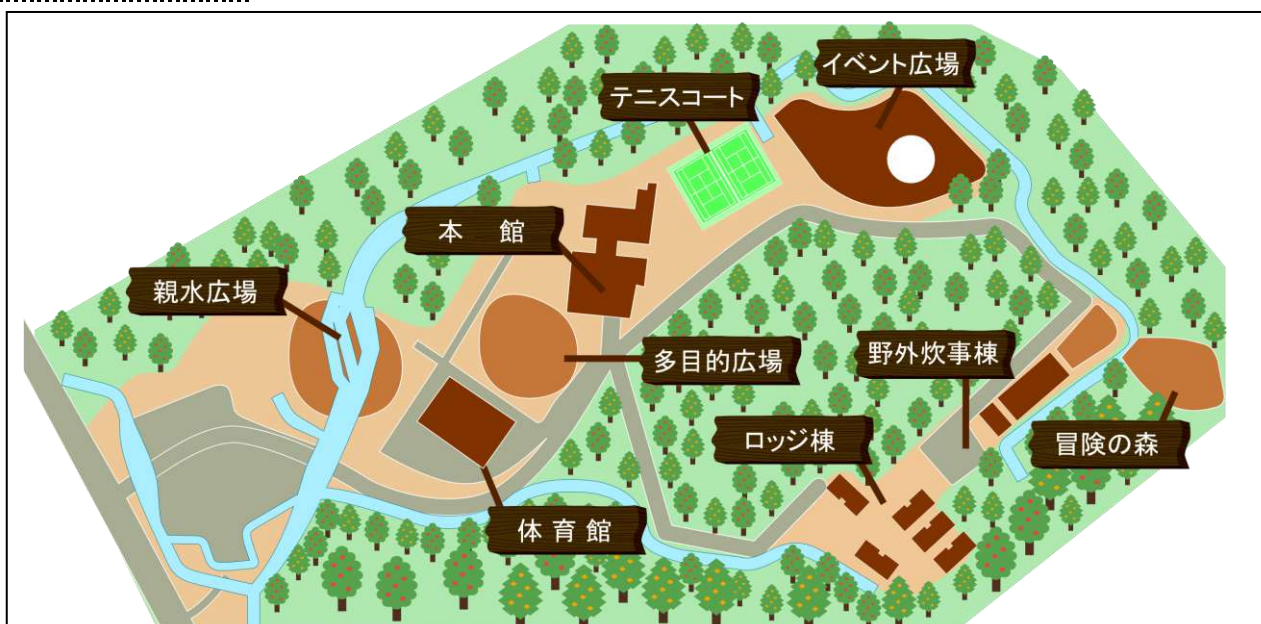 イベント広場
テニスコート
本　館
親水広場
多目的広場
野外炊事棟
ロッジ棟
冒険の森
体育館